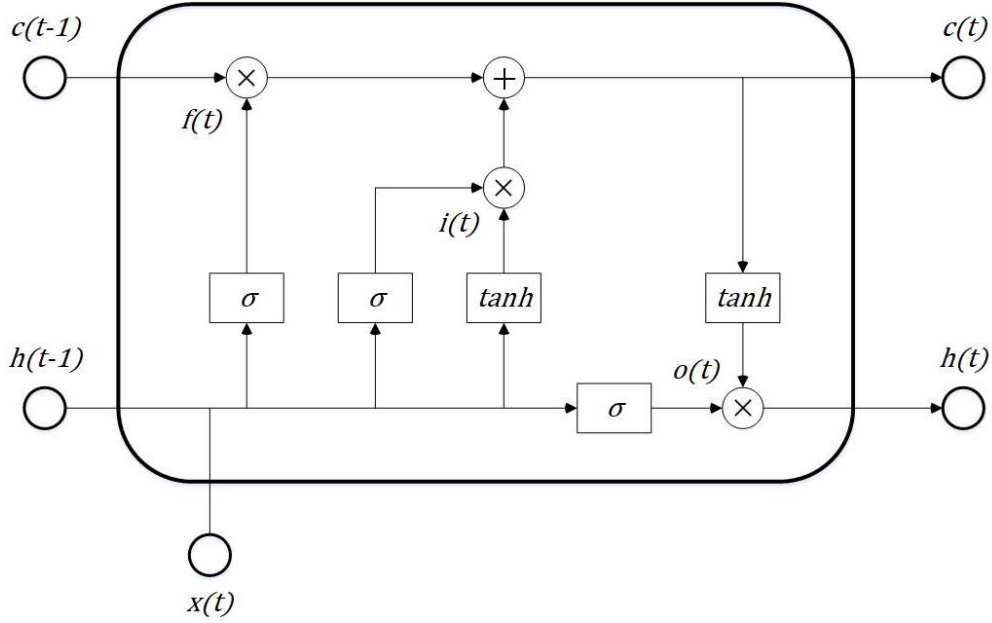 c(t-1)
c(t)
×
+
f(t)
×
i(t)
σ
σ
tanh
tanh
h(t-1)
h(t)
o(t)
σ
×
x(t)